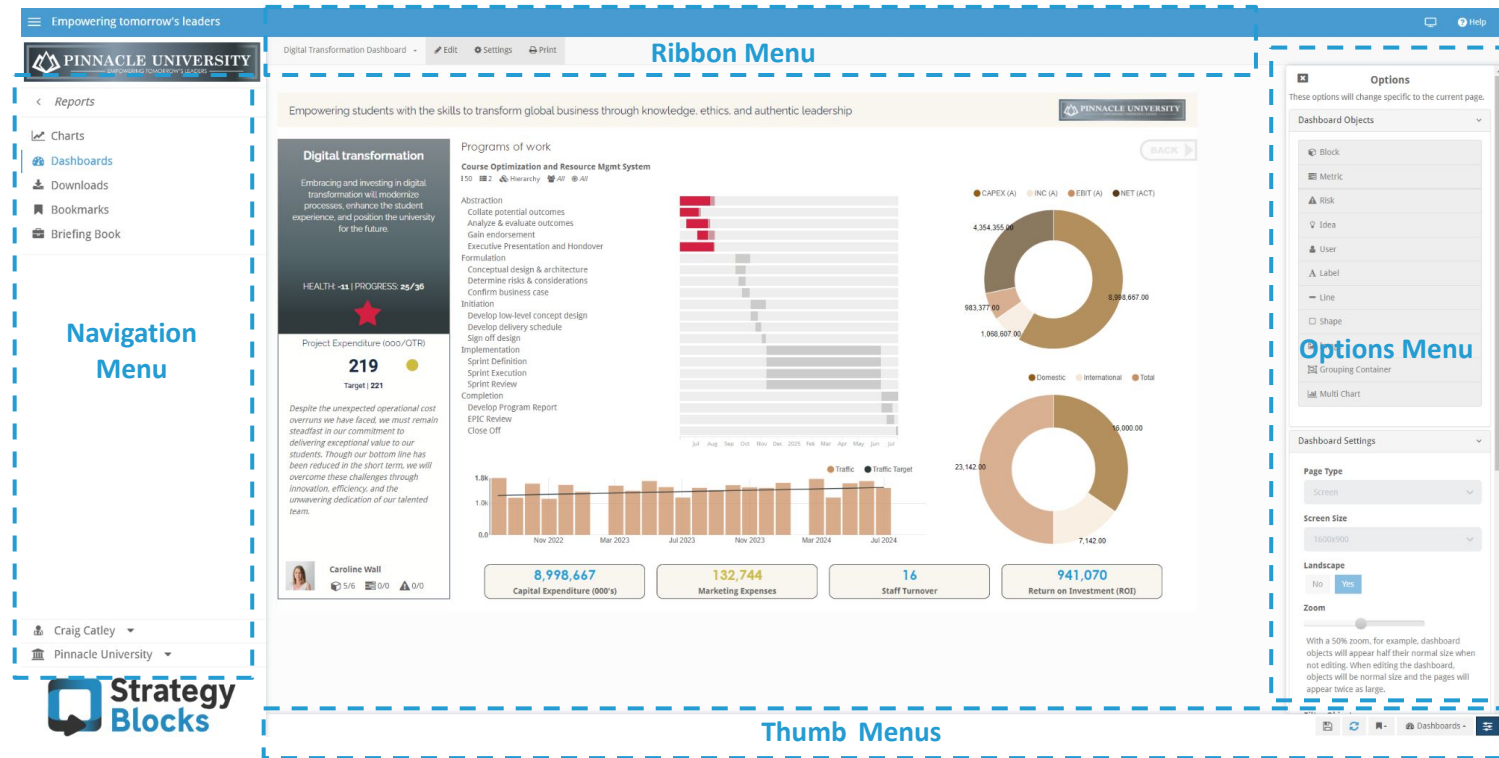 Empowering tomorrow's leaders
Help
PINNACLE UNIVERSITY
EMPOWERING TOMORROW'S LEADERS
Digital Transformation Dashboard
Edit
Settings
Print
Ribbon Menu
Reports
Charts
Dashboards
Downloads
Bookmarks
Briefing Book
Navigation
Menu
Craig Catley
Pinnacle University
Strategy
Blocks
Empowering students with the skills to transform global business through knowledge, ethics, and authentic leadership
PINNACLE UNIVERSITY
Digital transformation
Embracing and investing in digital
transformation will modernize
processes, enhance the student
experience, and position the university
for the future.
HEALTH: -11 | PROGRESS: 25/36
Project Expenditure (000/QTR)
219
Target | 221
Despite the unexpected operational cost
overruns we have faced, we must remain
steadfast in our commitment to
delivering exceptional value to our
students. Though our bottom line has
been reduced in the short term, we will
overcome these challenges through
innovation, efficiency, and the
unwavering dedication of our talented
team.
Caroline Wall
5/6 0/0 0/0
Programs of work
BACK
Course Optimization and Resource Mgmt System
50 2 Hierarchy All All
Abstraction
Collate potential outcomes
Analyze & evaluate outcomes
Gain endorsement
Executive Presentation and Hondover
Formulation
Conceptual design & architecture
Determine risks & considerations
Confirm business case
Initiation
Develop low-level concept design
Develop delivery schedule
Sign off design
Implementation
Sprint Definition
Sprint Execution
Sprint Review
Completion
Develop Program Report
EPIC Review
Close Off
Jul Aug Sep Oct Nov Dec 2025 Feb Mar Apr May Jun Jul
CAPEX (A) INC (A) EBIT (A) NET (ACT)
4,354,355.00
8,998,667.00
983,377.00
1,068,607.00
Domestic International Total
16,000.00
23,142.00
7,142.00
Traffic Traffic Target
1.8k
1.0k
0.0
Nov 2022 Mar 2023 Jul 2023 Nov 2023 Mar 2024 Jul 2024
8,998,667
Capital Expenditure (000's)
132,744
Marketing Expenses
16
Staff Turnover
941,070
Return on Investment (ROI)
Options
These options will change specific to the current page.
Dashboard Objects
Block
Metric
Risk
Idea
User
Label
Line
Shape
Options Menu
Grouping Container
Multi Chart
Dashboard Settings
Page Type
Screen
Screen Size
1600x900
Landscape
No Yes
Zoom
With a 50% zoom, for example, dashboard
objects will appear half their normal size when
not editing. When editing the dashboard,
objects will be normal size and the pages will
appear twice as large.
Thumb Menus
Dashboards